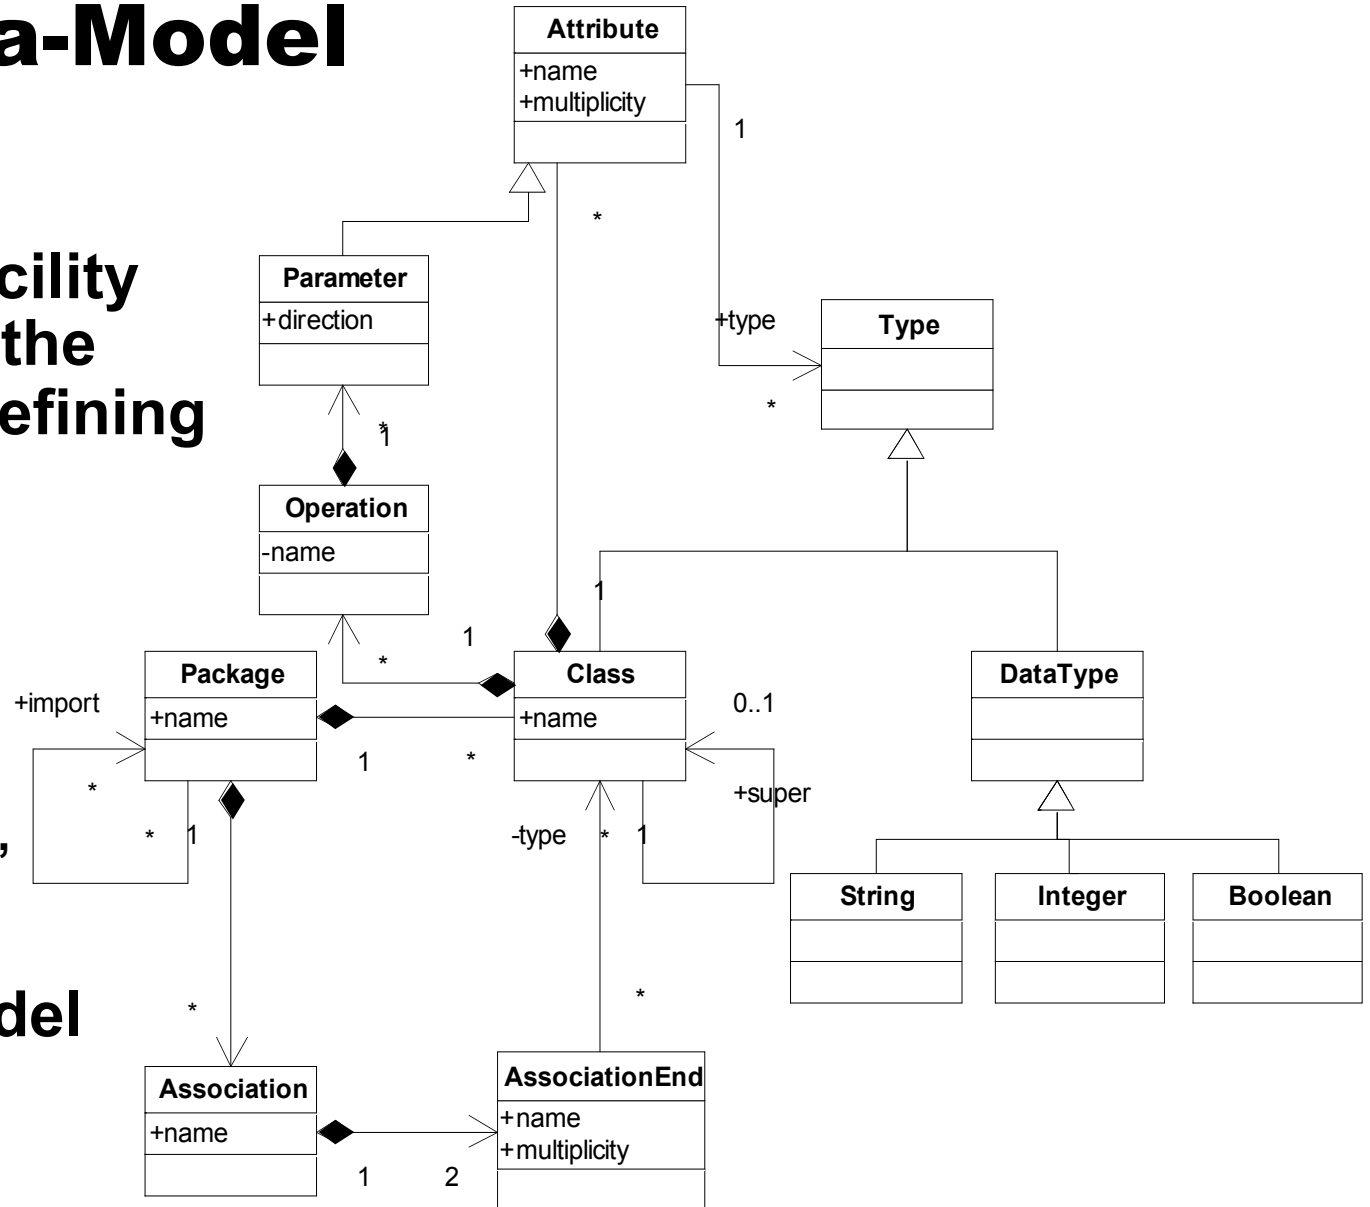 a-Model
cility
the
efining
,
del
Attribute
+name
+multiplicity
1
*
Parameter
+direction
+type
Type
*
*
1
Operation
-name
1
1
*
Package
+name
Class
+name
DataType
+import
0..1
1
*
*
+super
*
1
-type
*
1
String
Integer
Boolean
*
*
Association
+name
AssociationEnd
+name
+multiplicity
1
2